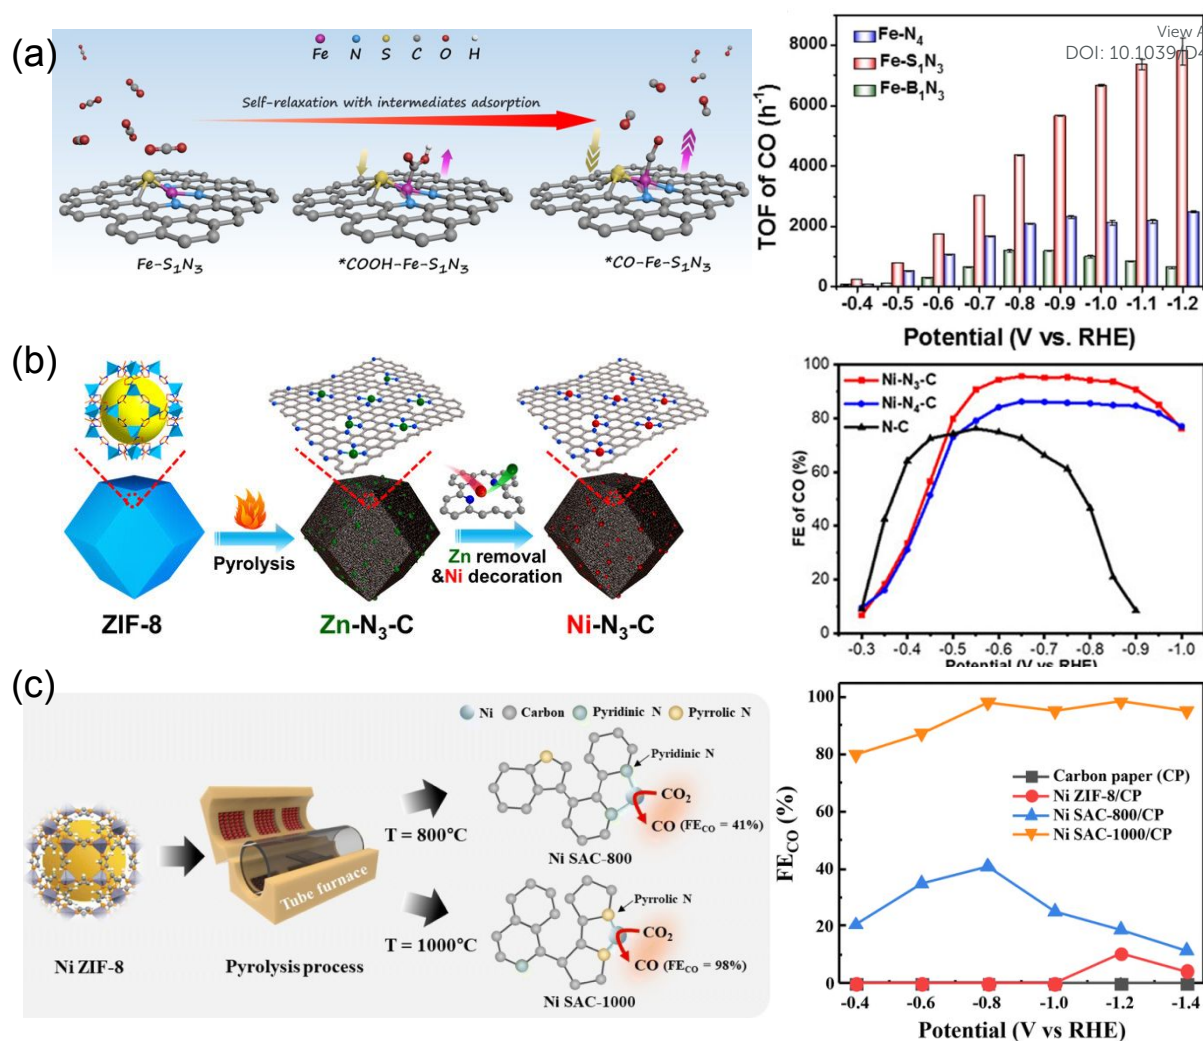 (a)
Fe N S C O H
Self-relaxation with intermediates adsorption
Fe-S₁N₃
*COOH-Fe-S₁N₃
*CO-Fe-S₁N₃
View A
DOI: 10.1039/D4
Fe-N₄
Fe-S₁N₃
Fe-B₁N₃
TOF of CO (h⁻¹)
8000
6000
4000
2000
0
-0.4 -0.5 -0.6 -0.7 -0.8 -0.9 -1.0 -1.1 -1.2
Potential (V vs. RHE)
(b)
Pyrolysis
Zn removal
&Ni decoration
ZIF-8
Zn-N₃-C
Ni-N₃-C
Ni-N₃-C
Ni-N₄-C
N-C
FE of CO (%)
100
80
60
40
20
0
-0.3 -0.4 -0.5 -0.6 -0.7 -0.8 -0.9 -1.0
Potential (V vs RHE)
(c)
Ni Carbon Pyridinic N Pyrrolic N
Ni ZIF-8
Tube furnace
Pyrolysis process
T = 800°C
Pyridinic N
CO₂
CO (FE_CO = 41%)
Ni SAC-800
T = 1000°C
Pyrrolic N
CO₂
CO (FE_CO = 98%)
Ni SAC-1000
Carbon paper (CP)
Ni ZIF-8/CP
Ni SAC-800/CP
Ni SAC-1000/CP
FE_CO (%)
100
80
60
40
20
0
-0.4 -0.6 -0.8 -1.0 -1.2 -1.4
Potential (V vs RHE)